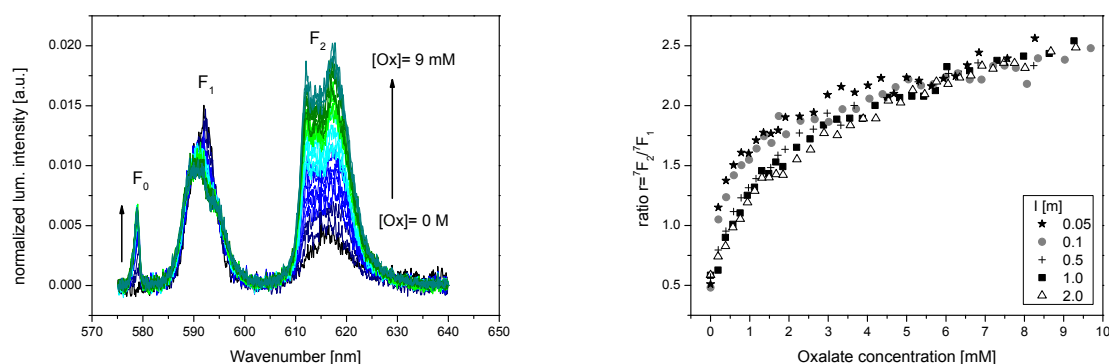 0.020
0.015
0.010
0.005
0.000
570 580 590 600 610 620 630 640 650
normalized lum. intensity [a.u.]
Wavenumber [nm]
F0
F1
F2
[Ox]= 9 mM
[Ox]= 0 M
2.5
2.0
1.5
1.0
0.5
0 1 2 3 4 5 6 7 8 9 10
ratio r=⁷F₂/⁷F₁
Oxalate concentration [mM]
I [m]
0.05
0.1
0.5
1.0
2.0